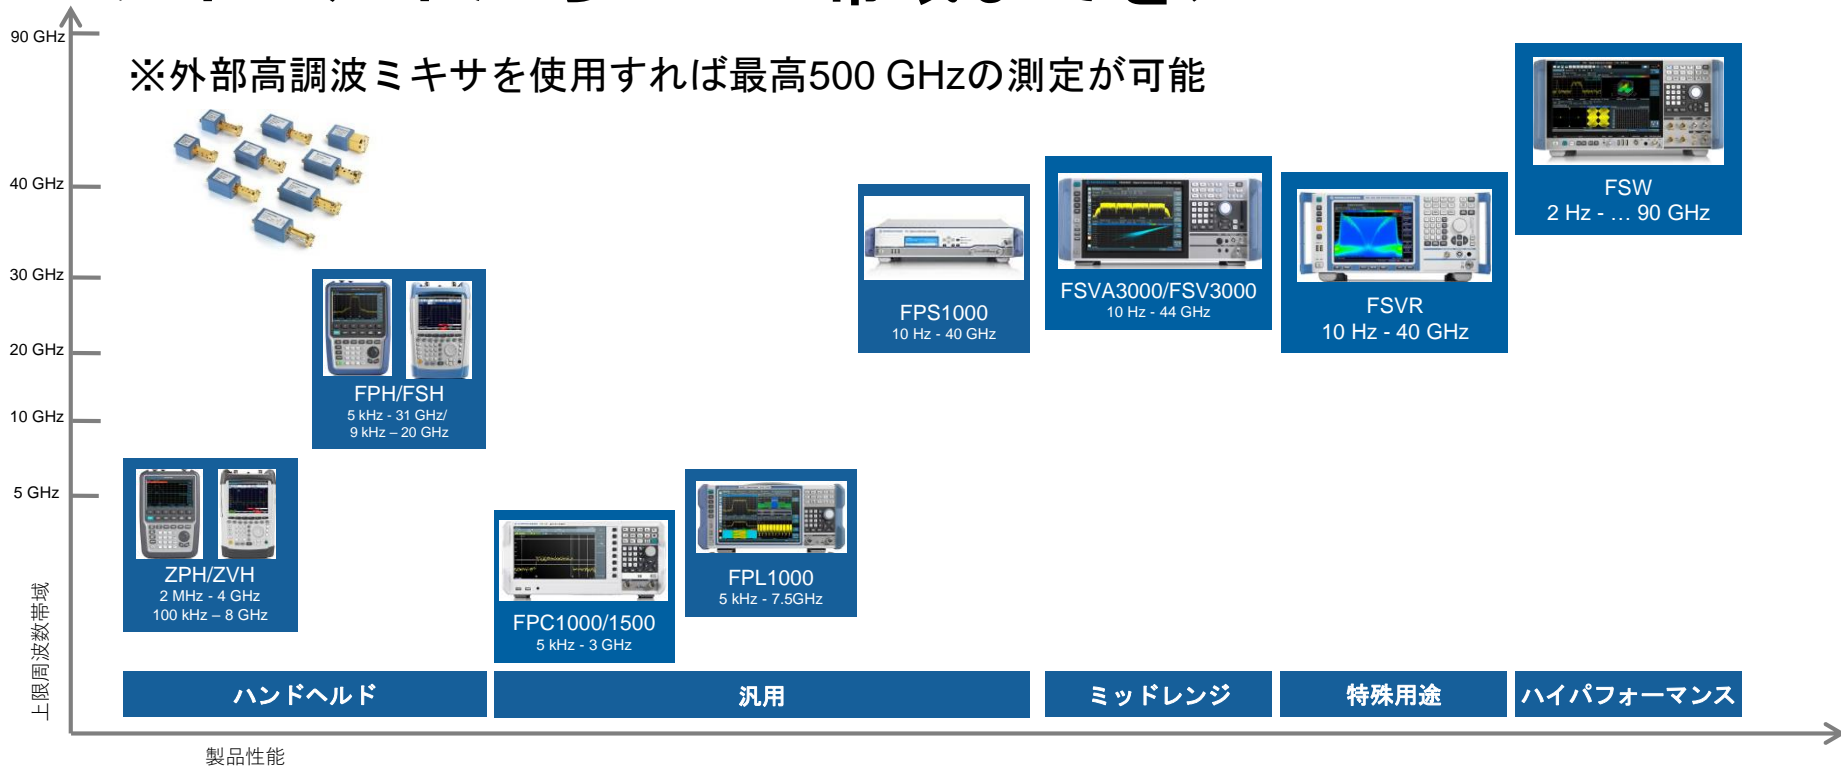 90 GHz
※外部高調波ミキサを使用すれば最高500 GHzの測定が可能
40 GHz
30 GHz
20 GHz
10 GHz
5 GHz
上限周波数帯域
ZPH/ZVH
2 MHz - 4 GHz
100 kHz – 8 GHz
FPH/FSH
5 kHz - 31 GHz/
9 kHz – 20 GHz
FPC1000/1500
5 kHz - 3 GHz
FPL1000
5 kHz - 7.5GHz
FPS1000
10 Hz - 40 GHz
FSVA3000/FSV3000
10 Hz - 44 GHz
FSVR
10 Hz - 40 GHz
FSW
2 Hz - … 90 GHz
ハンドヘルド
汎用
ミッドレンジ
特殊用途
ハイパフォーマンス
製品性能